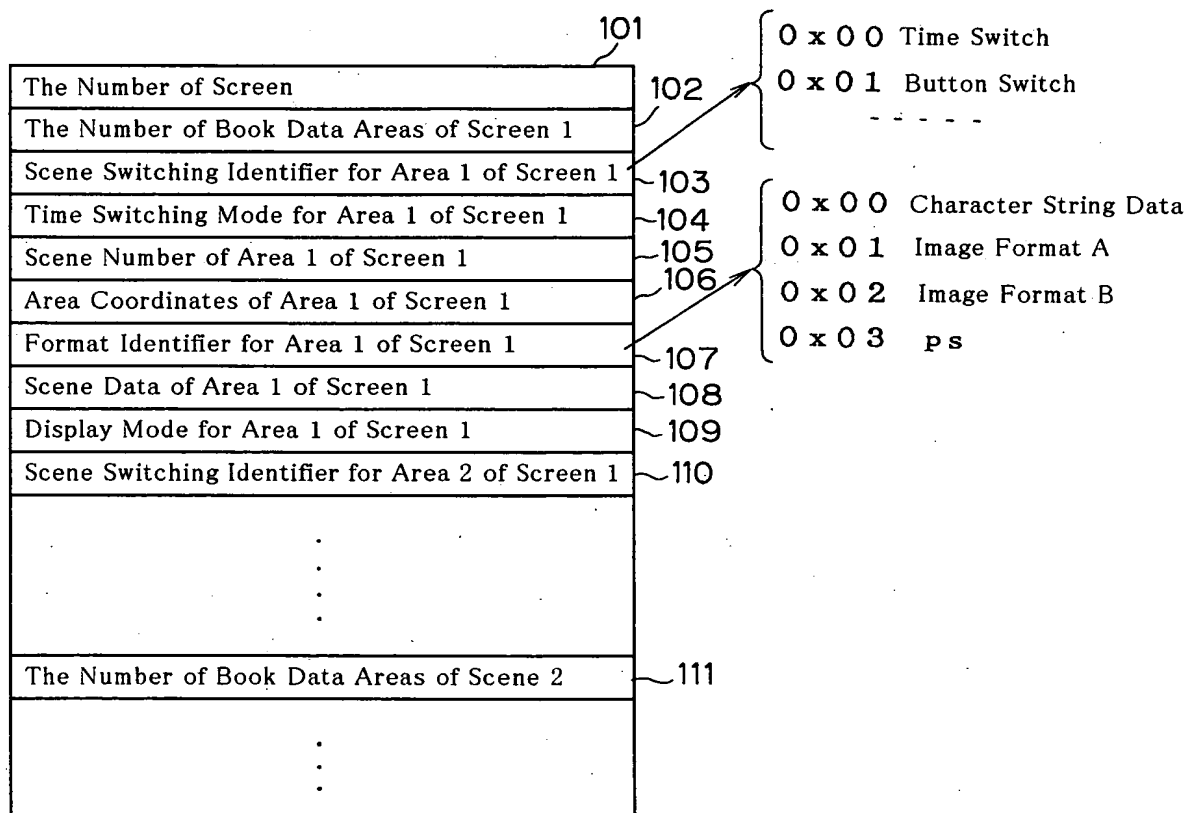 101
The Number of Screen
102
The Number of Book Data Areas of Screen 1
Scene Switching Identifier for Area 1 of Screen 1
103
Time Switching Mode for Area 1 of Screen 1
104
Scene Number of Area 1 of Screen 1
105
Area Coordinates of Area 1 of Screen 1
106
Format Identifier for Area 1 of Screen 1
107
Scene Data of Area 1 of Screen 1
108
Display Mode for Area 1 of Screen 1
109
Scene Switching Identifier for Area 2 of Screen 1
110
The Number of Book Data Areas of Scene 2
111
0x00 Time Switch
0x01 Button Switch
0x00 Character String Data
0x01 Image Format A
0x02 Image Format B
0x03 ps